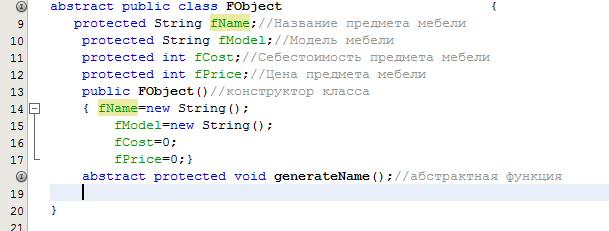 abstract public class FObject {
9 protected String fName;//Название предмета мебели
10 protected String fModel;//Модель мебели
11 protected int fCost;//Себестоимость предмета мебели
12 protected int fPrice;//Цена предмета мебели
13 public FObject()//конструктор класса
14 { fName=new String();
15 fModel=new String();
16 fCost=0;
17 fPrice=0;}
abstract protected void generateName();//абстрактная функция
19
20 }
21